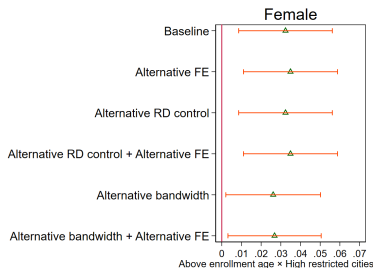 Female
Baseline
Alternative FE
Alternative RD control
Alternative RD control + Alternative FE
Alternative bandwidth
Alternative bandwidth + Alternative FE
0 .01 .02 .03 .04 .05 .06 .07
Above enrollment age × High restricted cities